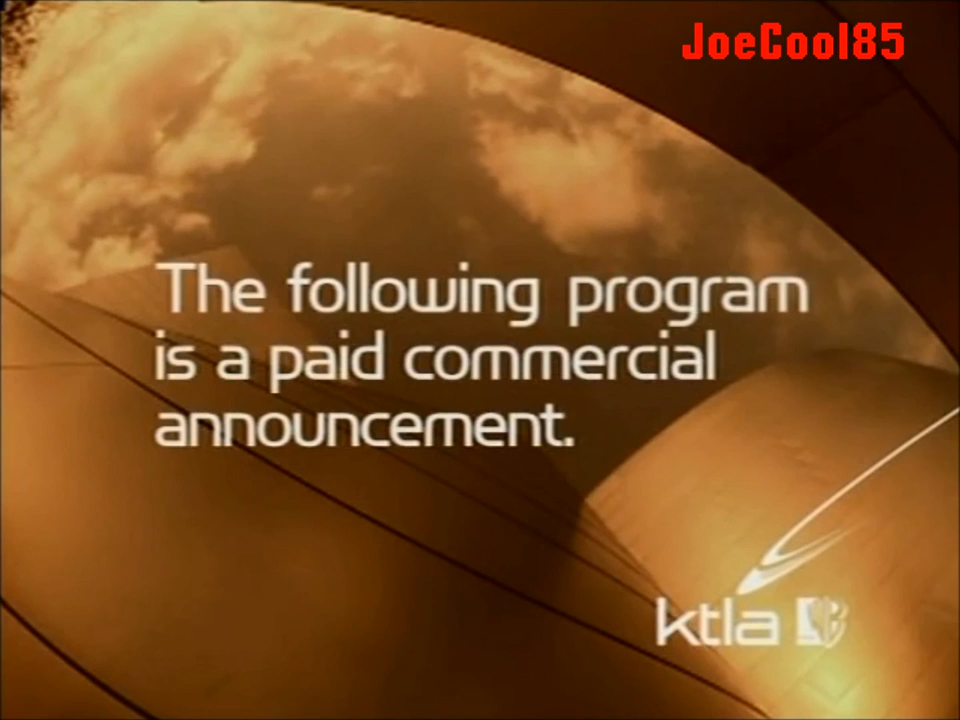 JoeCool85
The following program
is a paid commercial
announcement.
ktla